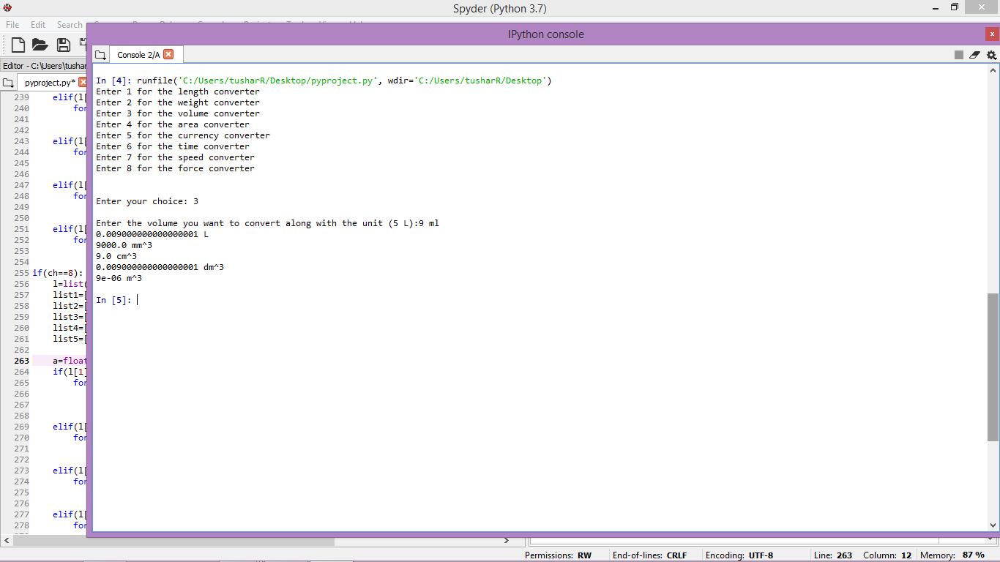 Spyder (Python 3.7)
File Edit Search
IPython console
Editor - C:\Users\tushar
Console 2/A
pyproject.py*
In [4]: runfile('C:/Users/tusharR/Desktop/pyproject.py', wdir='C:/Users/tusharR/Desktop')
Enter 1 for the length converter
Enter 2 for the weight converter
Enter 3 for the volume converter
Enter 4 for the area converter
Enter 5 for the currency converter
Enter 6 for the time converter
Enter 7 for the speed converter
Enter 8 for the force converter
Enter your choice: 3
Enter the volume you want to convert along with the unit (5 L):9 ml
0.009000000000000001 L
9000.0 mm^3
9.0 cm^3
0.009000000000000001 dm^3
9e-06 m^3
In [5]:
239 elif(l[
240 for
241
242
243 elif(l[
244 for
245
246
247 elif(l[
248 for
249
250
251 elif(l[
252 for
253
254
255 if(ch==8):
256 l=list(
257 list1=[
258 list2=[
259 list3=[
260 list4=[
261 list5=[
262
263 a=float
264 if(l[1]
265 for
266
267
268
269 elif(l[
270 for
271
272
273 elif(l[
274 for
275
276
277 elif(l[
278 for
Permissions: RW End-of-lines: CRLF Encoding: UTF-8 Line: 263 Column: 12 Memory: 87 %